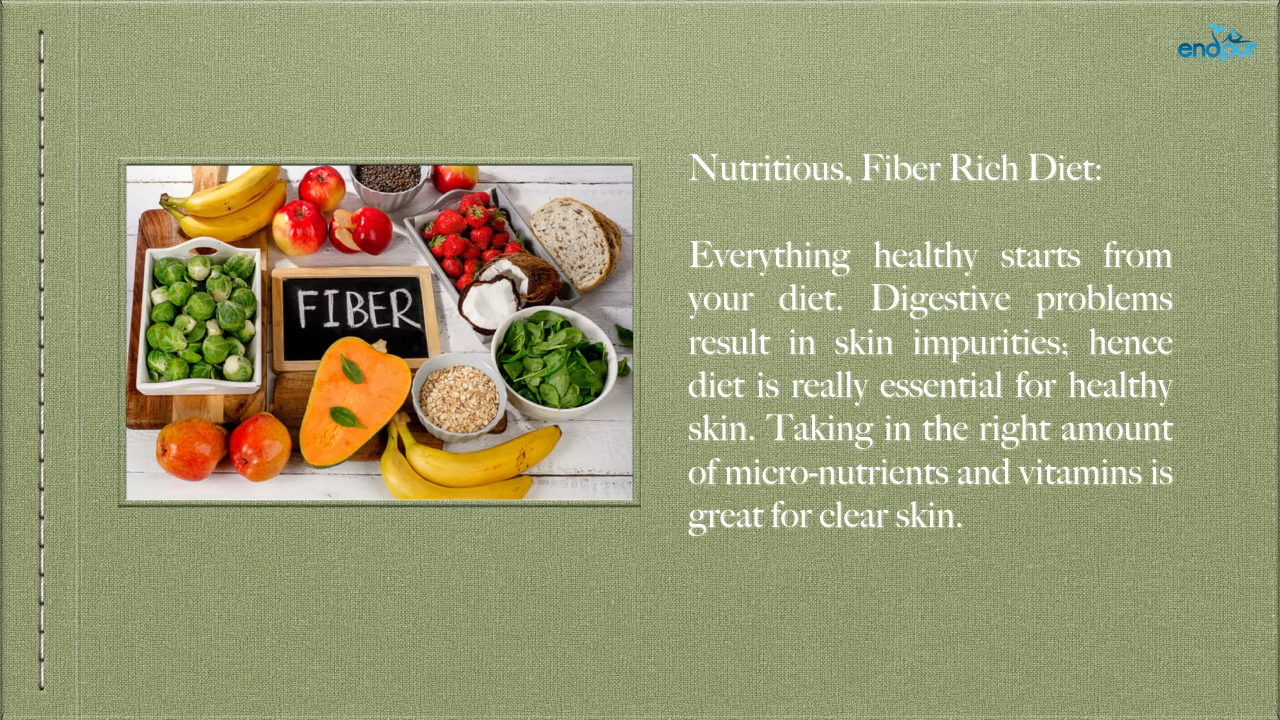 endpur
Nutritious, Fiber Rich Diet:
FIBER
Everything healthy starts from
your diet. Digestive problems
result in skin impurities; hence
diet is really essential for healthy
skin. Taking in the right amount
of micro-nutrients and vitamins is
great for clear skin.